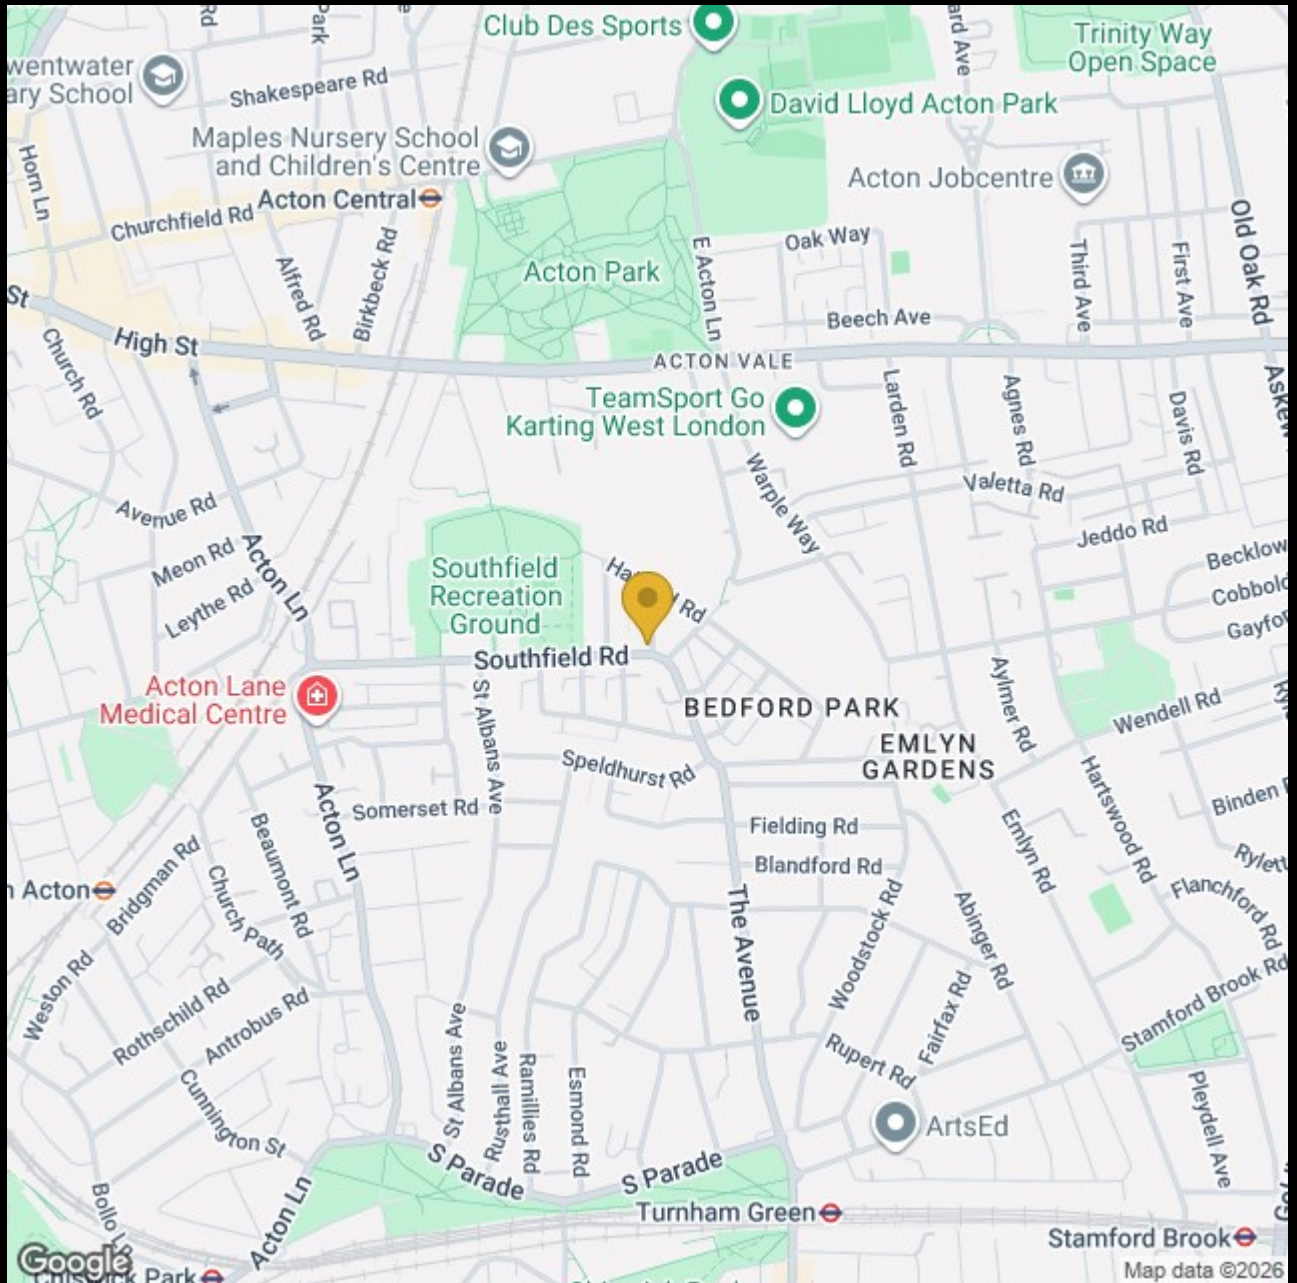 Club Des Sports
Trinity Way
Open Space
Shakespeare Rd
David Lloyd Acton Park
Maples Nursery School
and Children's Centre
Acton Central
Acton Jobcentre
Horn Ln
Churchfield Rd
Alfred Rd
Birkbeck Rd
Acton Park
E Acton Ln
Oak Way
Third Ave
First Ave
Old Oak Rd
St
Church Rd
High St
Beech Ave
ACTON VALE
TeamSport Go
Karting West London
Larden Rd
Agnes Rd
Davis Rd
Avenue Rd
Warple Way
Valetta Rd
Jeddo Rd
Meon Rd
Leythe Rd
Acton Ln
Southfield
Recreation
Ground
Southfield Rd
Acton Lane
Medical Centre
St Albans Ave
BEDFORD PARK
EMLYN
GARDENS
Aylmer Rd
Wendell Rd
Speldhurst Rd
Somerset Rd
Acton Ln
Fielding Rd
Blandford Rd
Hartswood Rd
Emlyn Rd
Beaumont Rd
Bridgman Rd
Church Path
The Avenue
Woodstock Rd
Abinger Rd
Flanchford Rd
Weston Rd
Rothschild Rd
Antrobus Rd
Fairfax Rd
Stamford Brook Rd
Rupert Rd
St Albans Ave
Rusthall Ave
Ramillies Rd
Esmond Rd
Cunnington St
ArtsEd
Pleydell Ave
S Parade
S Parade
Acton Ln
Turnham Green
Stamford Brook
Google
Map data ©2026